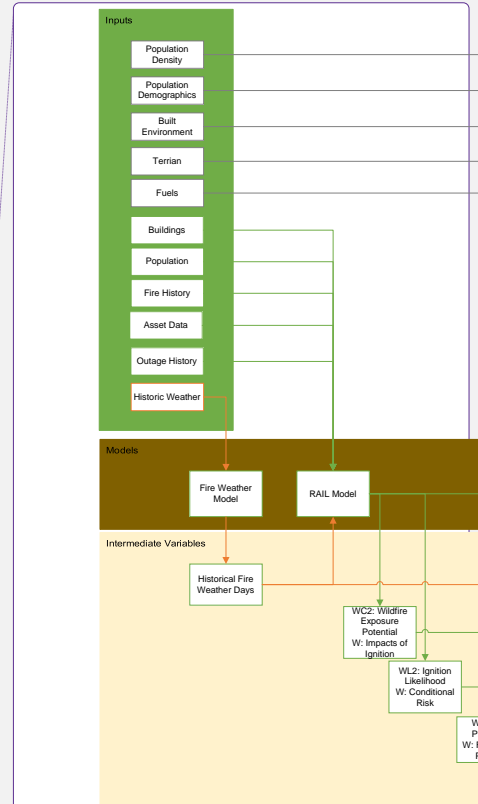 Inputs
Population
Density
Population
Demographics
Built
Environment
Terrian
Fuels
Buildings
Population
Fire History
Asset Data
Outage History
Historic Weather
Models
Fire Weather
Model
RAIL Model
Intermediate Variables
Historical Fire
Weather Days
WC2: Wildfire
Exposure
Potential
W: Impacts of
Ignition
WL2: Ignition
Likelihood
W: Conditional
Risk